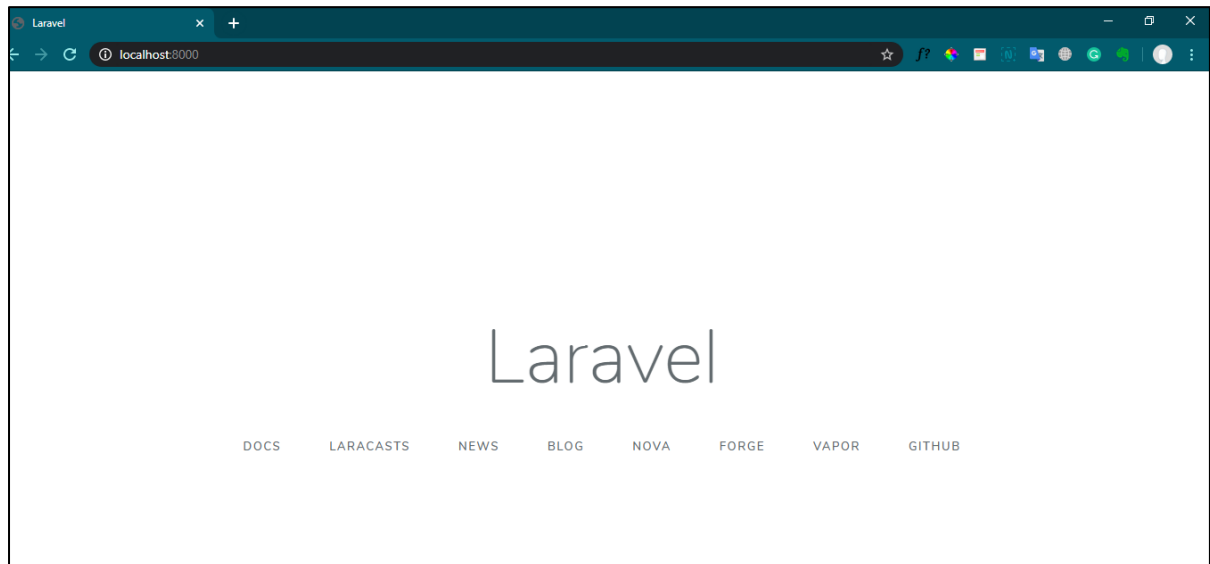 Laravel
localhost:8000
f?
Laravel
DOCS LARACASTS NEWS BLOG NOVA FORGE VAPOR GITHUB